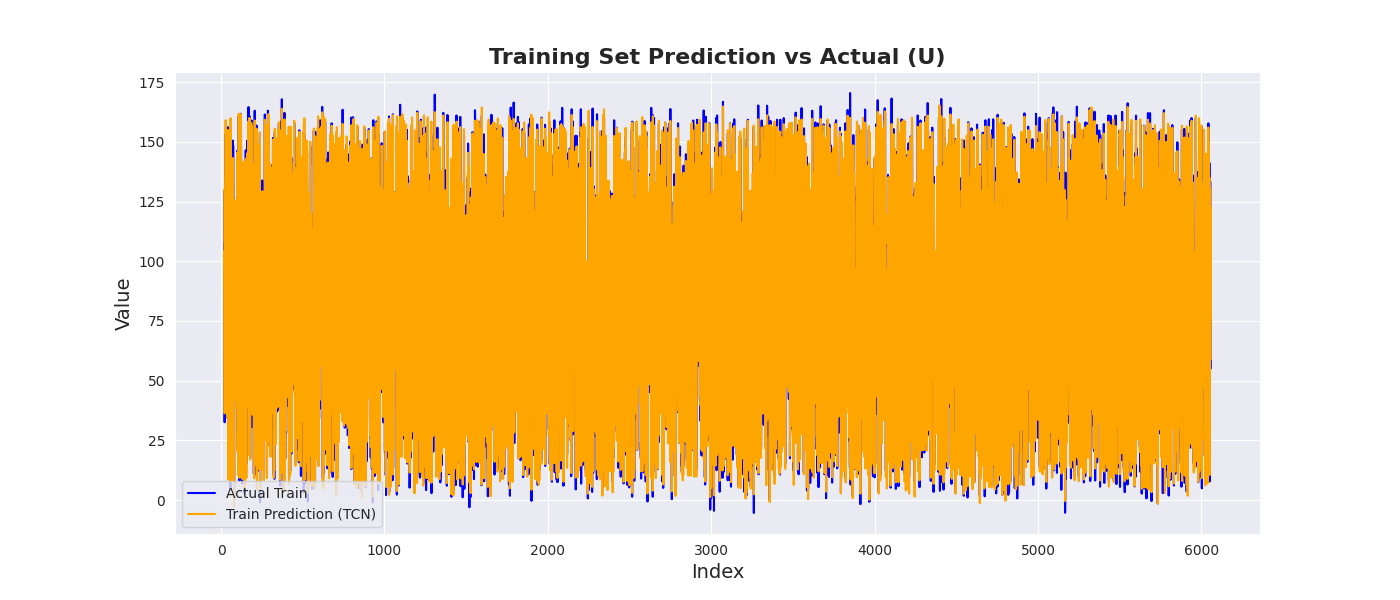 Training Set Prediction vs Actual (U)
175
150
125
100
75
50
25
0
Value
Actual Train
Train Prediction (TCN)
0 1000 2000 3000 4000 5000 6000
Index